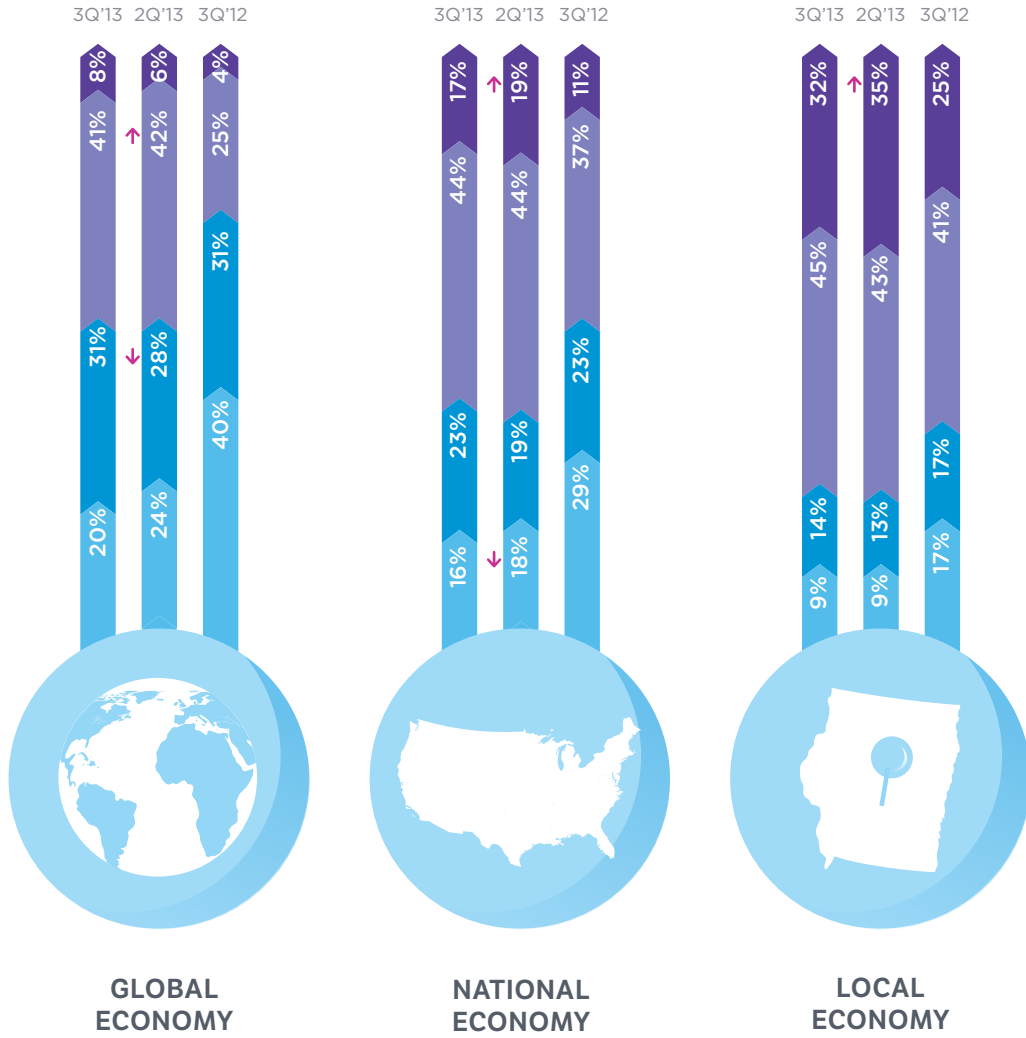 3Q’13 2Q’13 3Q’12
8% 6% 4%
41% 42% 25%
31% 28% 31%
20% 24% 40%
GLOBAL
ECONOMY
3Q’13 2Q’13 3Q’12
17% 19% 11%
44% 44% 37%
23% 19% 23%
16% 18% 29%
NATIONAL
ECONOMY
3Q’13 2Q’13 3Q’12
32% 35% 25%
45% 43% 41%
14% 13% 17%
9% 9% 17%
LOCAL
ECONOMY